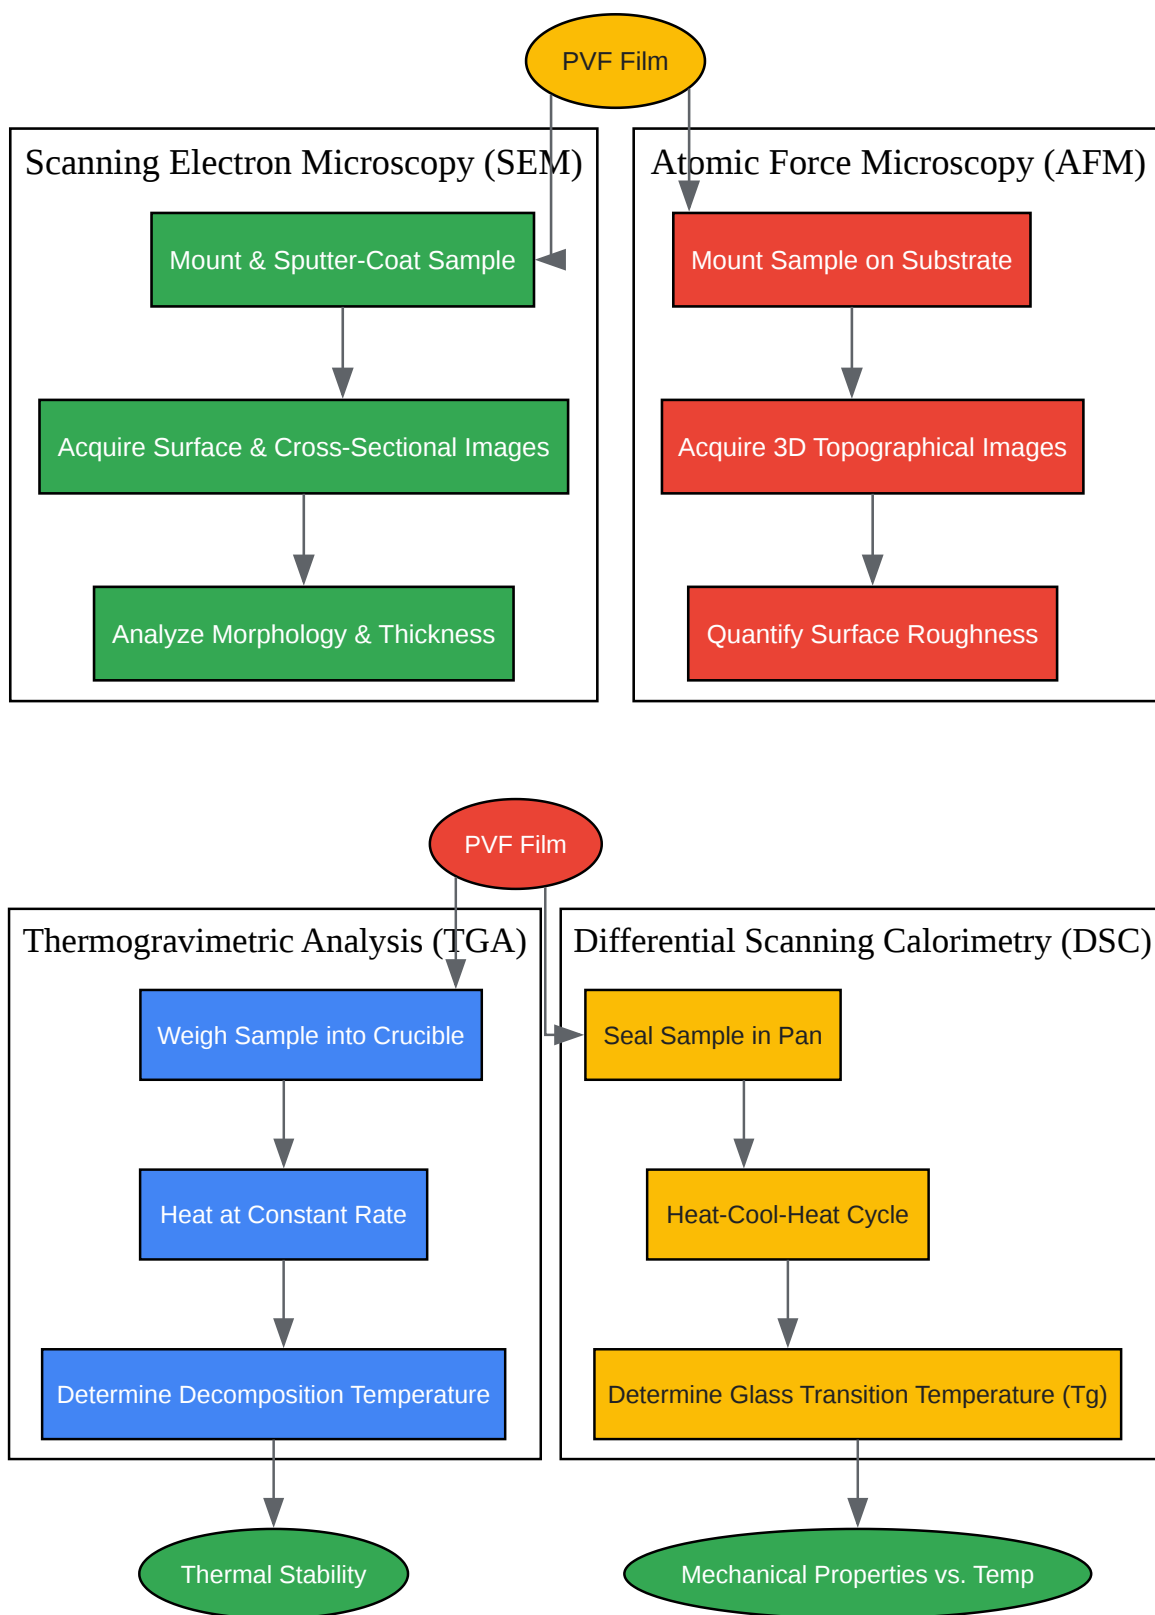 PVF Film
Scanning Electron Microscopy (SEM)
Mount & Sputter-Coat Sample
Acquire Surface & Cross-Sectional Images
Analyze Morphology & Thickness
Atomic Force Microscopy (AFM)
Mount Sample on Substrate
Acquire 3D Topographical Images
Quantify Surface Roughness
PVF Film
Thermogravimetric Analysis (TGA)
Weigh Sample into Crucible
Heat at Constant Rate
Determine Decomposition Temperature
Thermal Stability
Differential Scanning Calorimetry (DSC)
Seal Sample in Pan
Heat-Cool-Heat Cycle
Determine Glass Transition Temperature (Tg)
Mechanical Properties vs. Temp